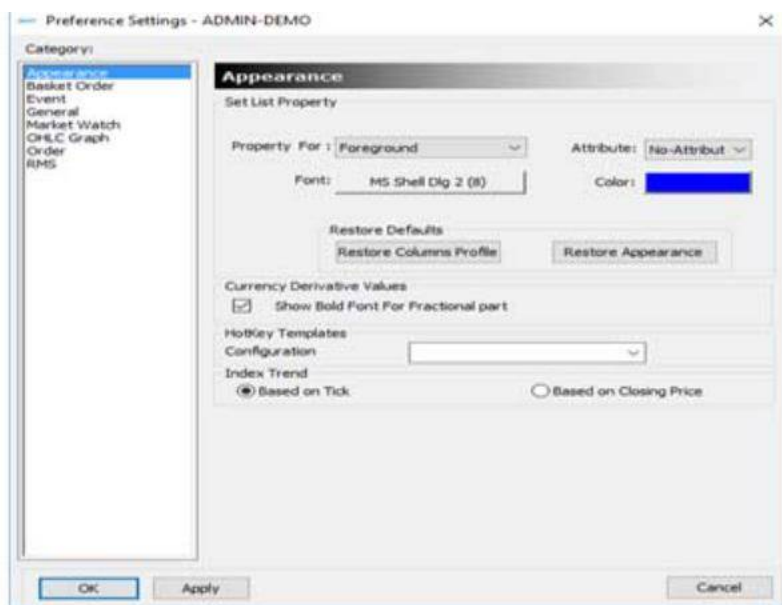 Preference Settings - ADMIN-DEMO
Category:
Appearance
Basket Order
Event
General
Market Watch
OHLC Graph
Order
RMS
Appearance
Set List Property
Property For : Foreground
Attribute: No-Attribut
Font: MS Shell Dlg 2 (8)
Color:
Restore Defaults
Restore Columns Profile
Restore Appearance
Currency Derivative Values
Show Bold Font For Fractional part
HotKey Templates
Configuration
Index Trend
Based on Tick
Based on Closing Price
OK
Apply
Cancel